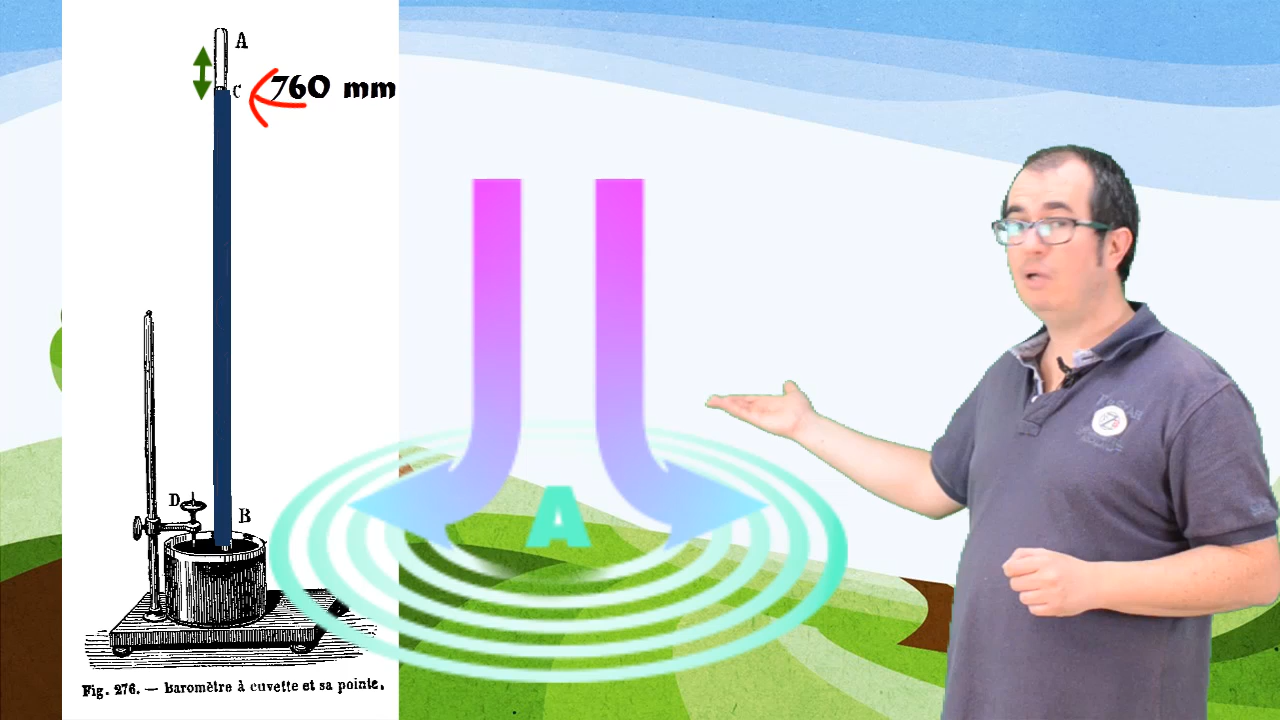 A
C
760 mm
D
B
A
Fig. 276. — Baromètre à cuvette et sa pointe.